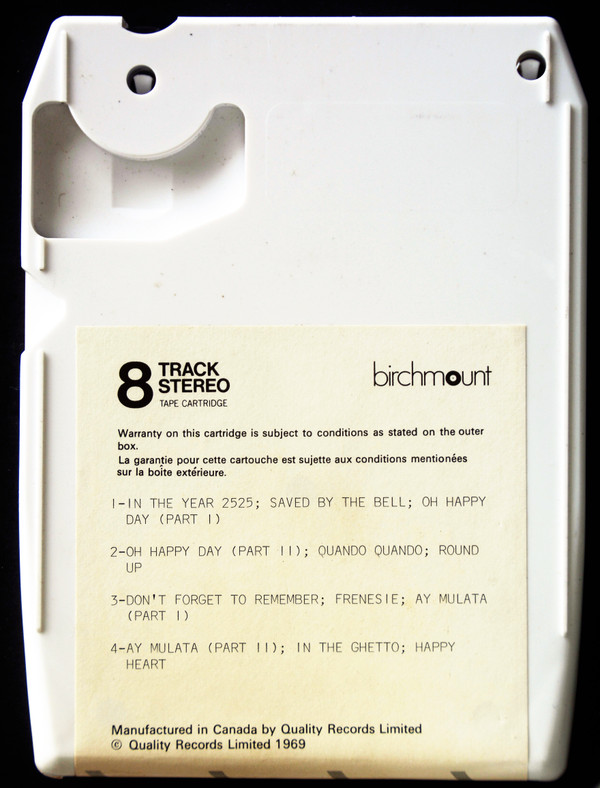 8 TRACK
STEREO
TAPE CARTRIDGE
birchmount
Warranty on this cartridge is subject to conditions as stated on the outer
box.
La garantie pour cette cartouche est sujette aux conditions mentionées
sur la boîte extérieure.
1-IN THE YEAR 2525; SAVED BY THE BELL; OH HAPPY
DAY (PART I)
2-OH HAPPY DAY (PART II); QUANDO QUANDO; ROUND
UP
3-DON'T FORGET TO REMEMBER; FRENESIE; AY MULATA
(PART I)
4-AY MULATA (PART II); IN THE GHETTO; HAPPY
HEART
Manufactured in Canada by Quality Records Limited
© Quality Records Limited 1969